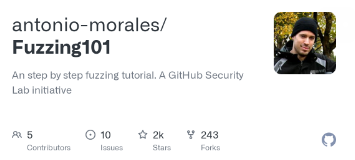 antonio-morales/
Fuzzing101
An step by step fuzzing tutorial. A GitHub Security
Lab initiative
5 10 2k 243
Contributors Issues Stars Forks